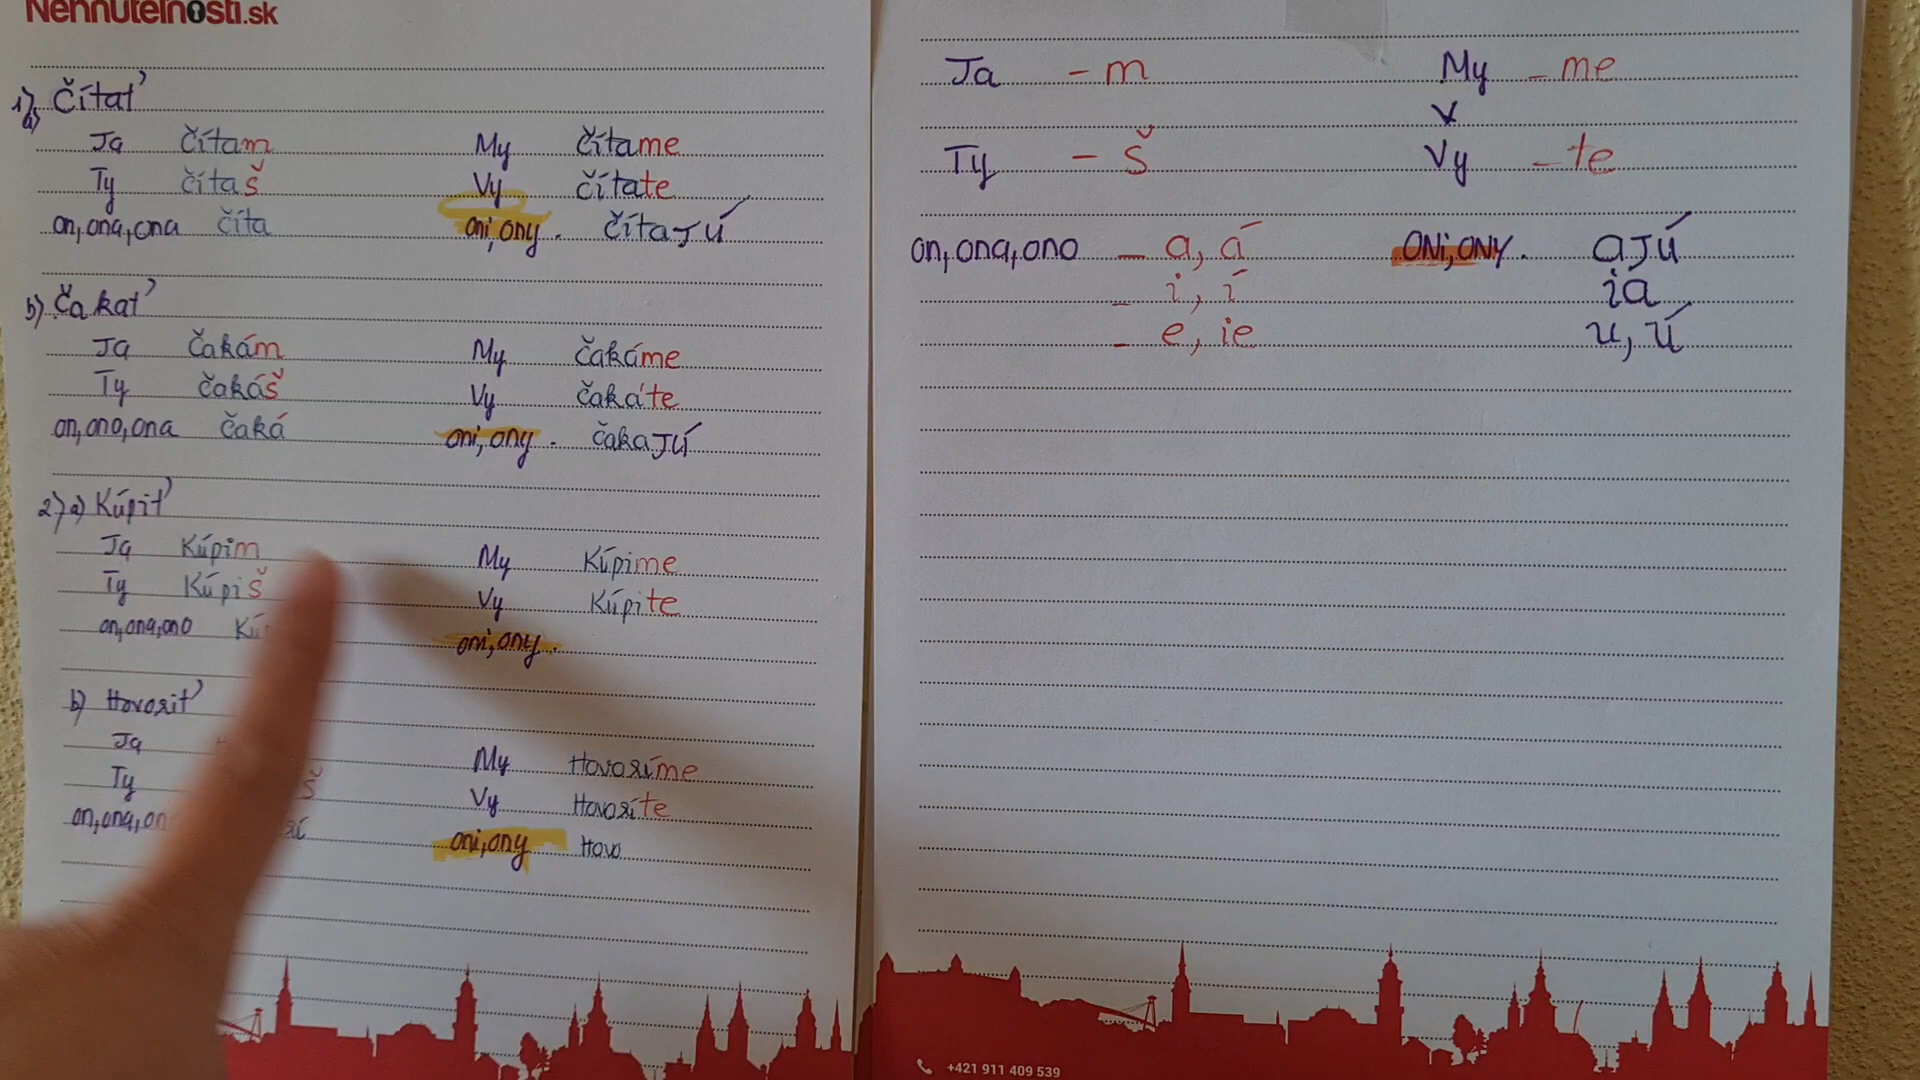 Nehnuteľnosti.sk
1) a) Čítať
Ja čítam My čítame
Ty čítaš Vy čítate
on, ona, ona číta oni, ony. čítaJÚ
b) Čakať
Ja čakám My čakáme
Ty čakáš Vy čakáte
on, ono, ona čaká oni, ony. čakaJÚ
2) a) Kúpiť
Ja Kúpim My Kúpime
Ty Kúpiš Vy Kúpite
on, ona, ono oni, ony.
b) Hovoriť
Ja My Hovoríme
Ty Vy Hovoríte
on, ona, oni, ony Hovo
Ja - m My - me
Ty - š Vy - te
on, ona, ono - a, á ONi, ONY. aJÚ
- i, í ia
- e, ie u, ú
+421 911 409 539